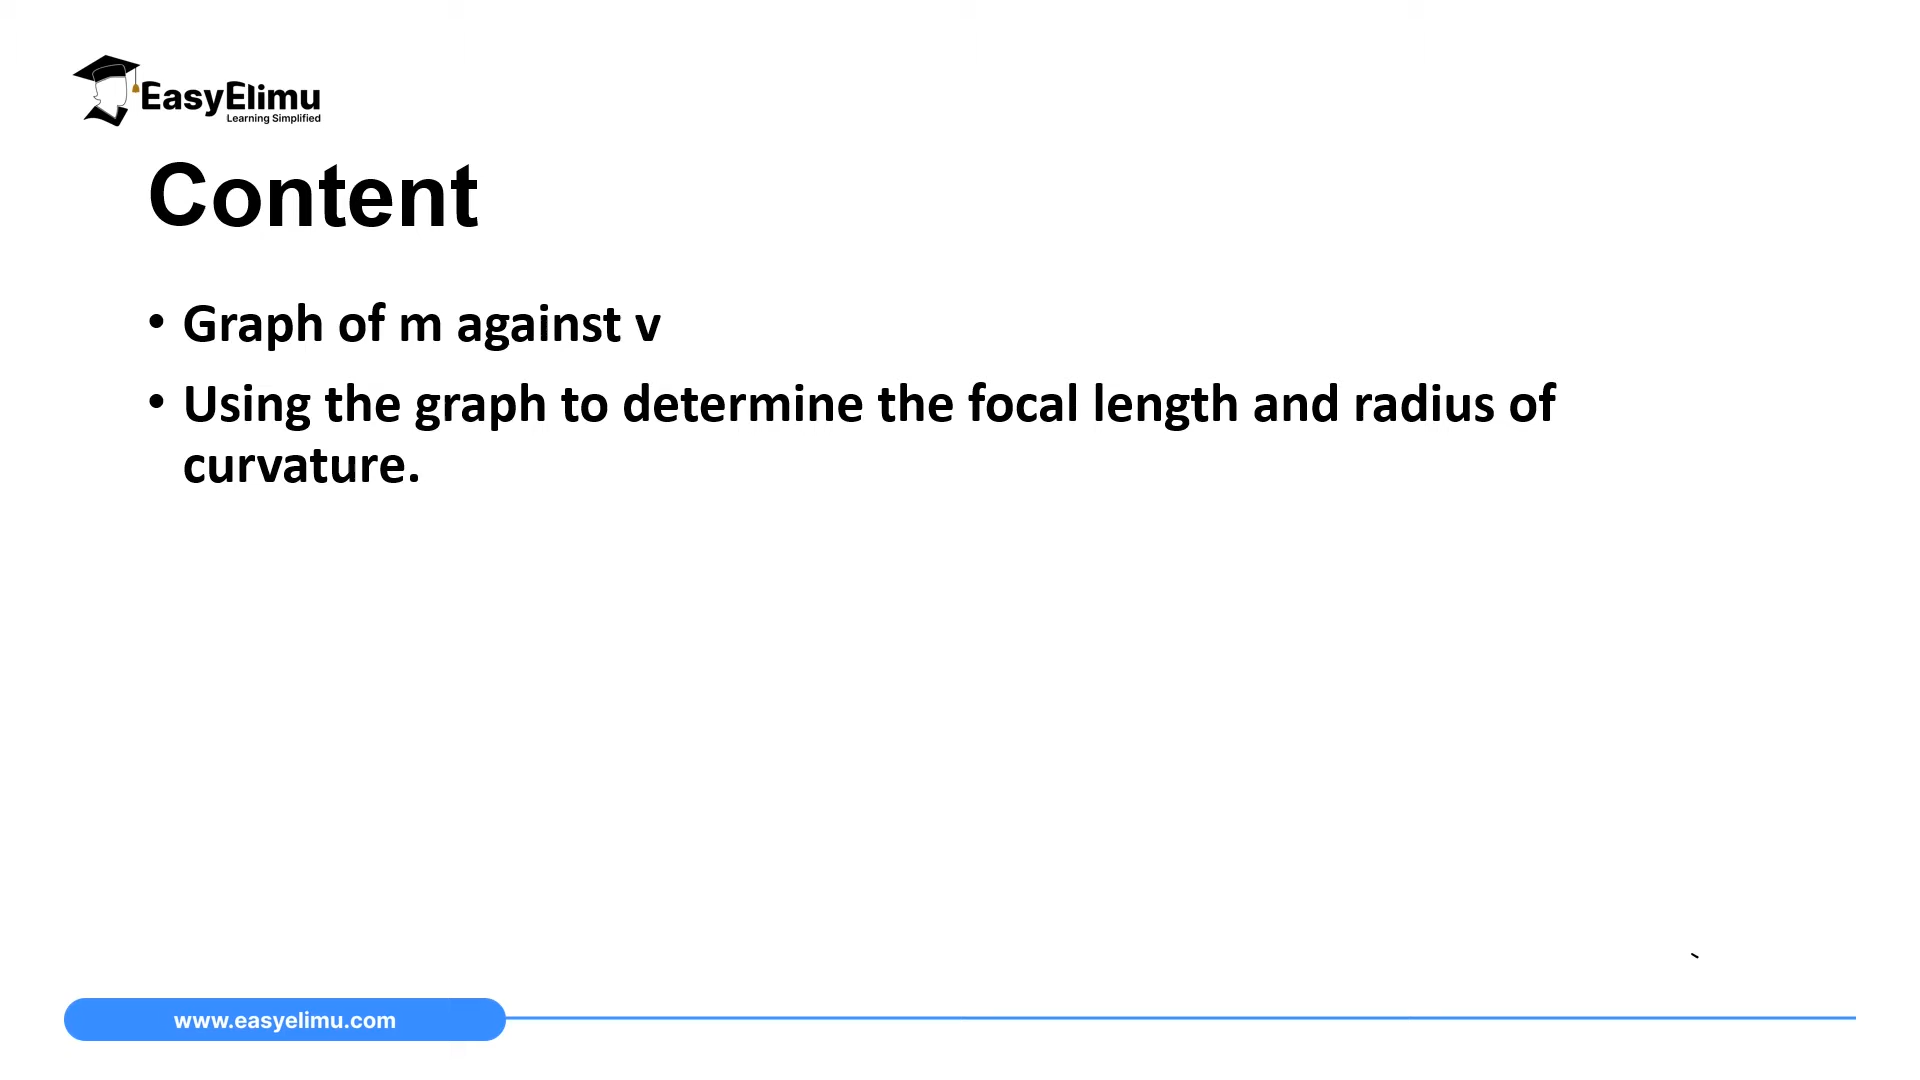 EasyElimu
Learning Simplified
Content
• Graph of m against v
• Using the graph to determine the focal length and radius of
curvature.
www.easyelimu.com